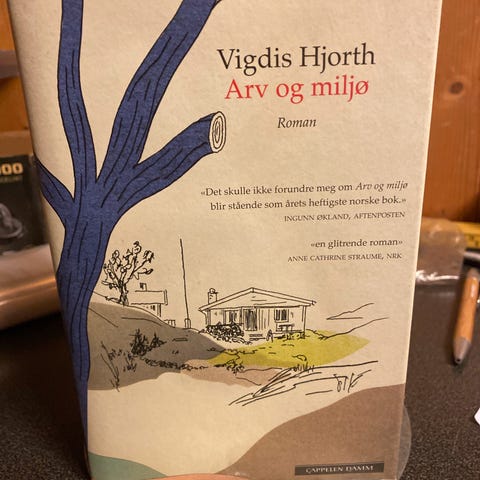 Vigdis Hjorth
Arv og miljø
Roman
«Det skulle ikke forundre meg om Arv og miljø
blir stående som årets heftigste norske bok.»
INGUNN ØKLAND, AFTENPOSTEN
«en glitrende roman»
ANNE CATHRINE STRAUME, NRK
CAPPELEN DAMM